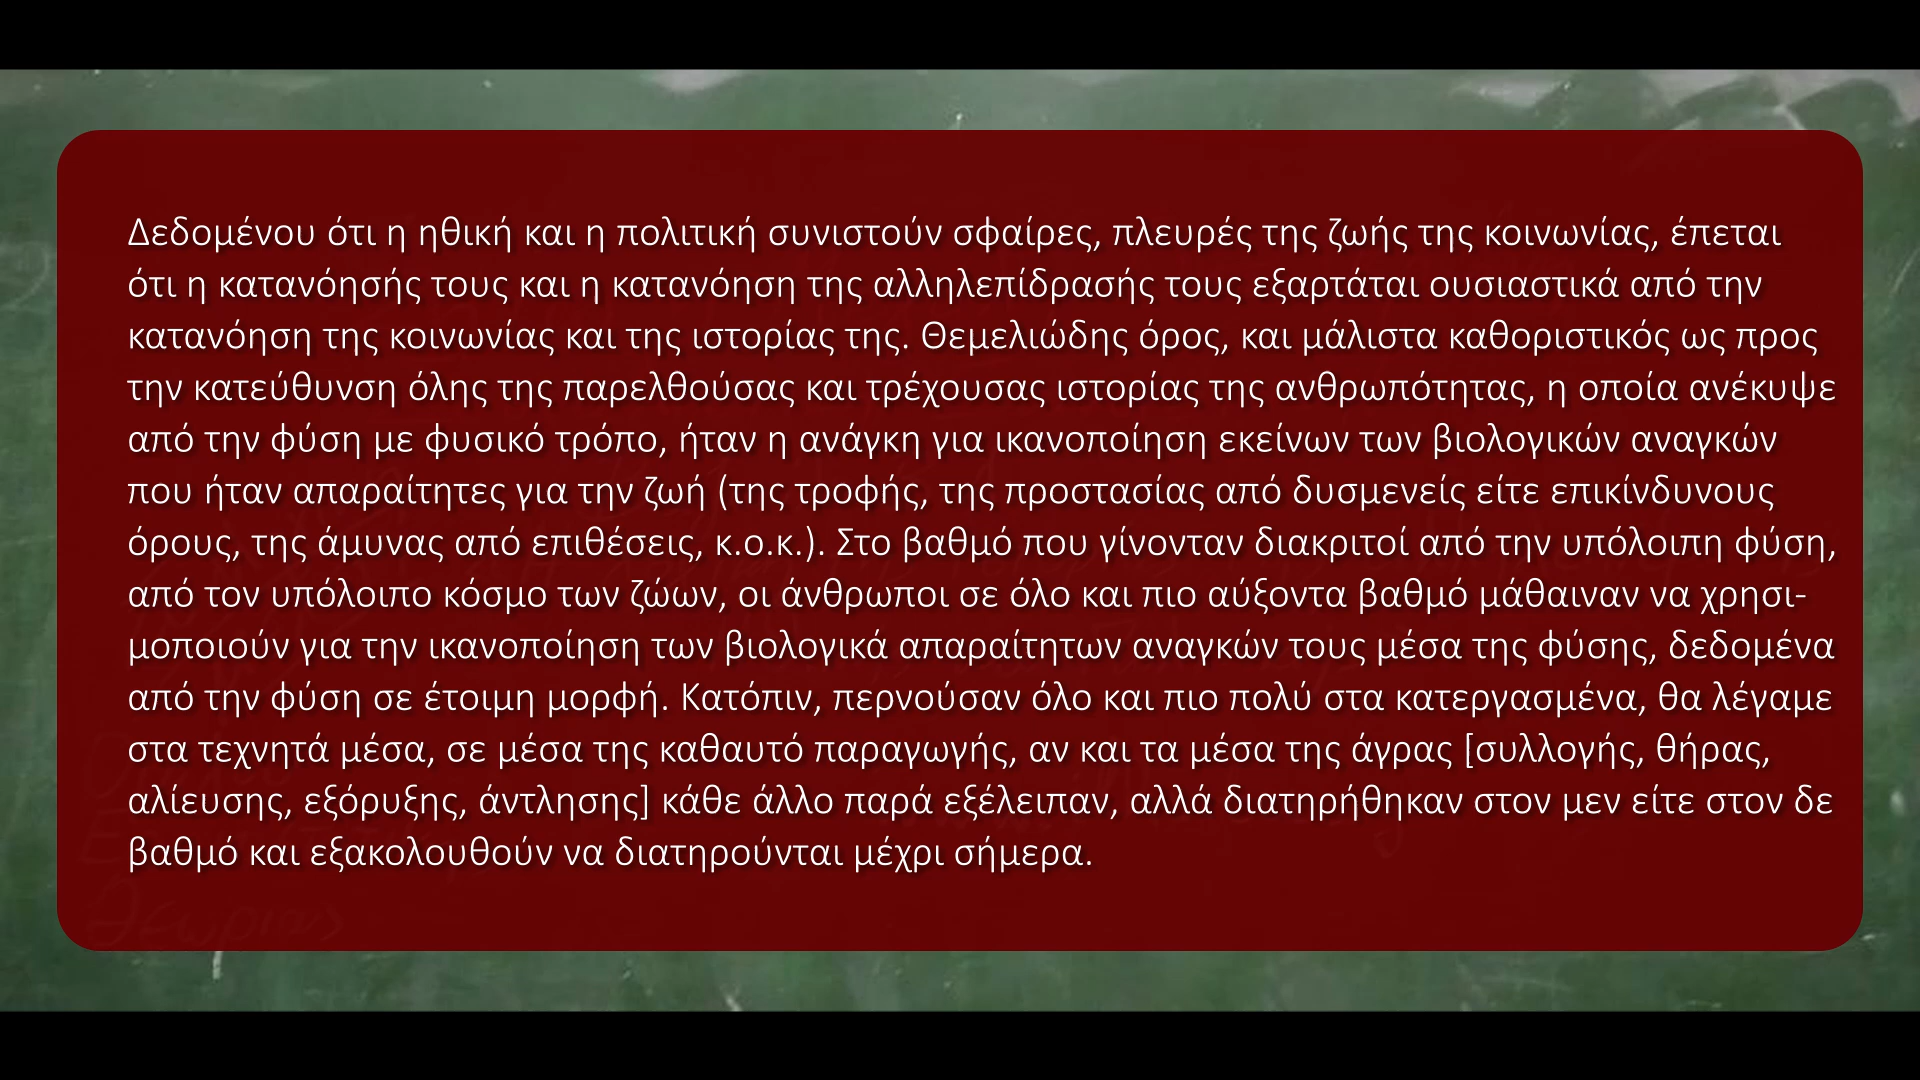 Δεδομένου ότι η ηθική και η πολιτική συνιστούν σφαίρες, πλευρές της ζωής της κοινωνίας, έπεται
ότι η κατανόησής τους και η κατανόηση της αλληλεπίδρασής τους εξαρτάται ουσιαστικά από την
κατανόηση της κοινωνίας και της ιστορίας της. Θεμελιώδης όρος, και μάλιστα καθοριστικός ως προς
την κατεύθυνση όλης της παρελθούσας και τρέχουσας ιστορίας της ανθρωπότητας, η οποία ανέκυψε
από την φύση με φυσικό τρόπο, ήταν η ανάγκη για ικανοποίηση εκείνων των βιολογικών αναγκών
που ήταν απαραίτητες για την ζωή (της τροφής, της προστασίας από δυσμενείς είτε επικίνδυνους
όρους, της άμυνας από επιθέσεις, κ.ο.κ.). Στο βαθμό που γίνονταν διακριτοί από την υπόλοιπη φύση,
από τον υπόλοιπο κόσμο των ζώων, οι άνθρωποι σε όλο και πιο αύξοντα βαθμό μάθαιναν να χρησι-
μοποιούν για την ικανοποίηση των βιολογικά απαραίτητων αναγκών τους μέσα της φύσης, δεδομένα
από την φύση σε έτοιμη μορφή. Κατόπιν, περνούσαν όλο και πιο πολύ στα κατεργασμένα, θα λέγαμε
στα τεχνητά μέσα, σε μέσα της καθαυτό παραγωγής, αν και τα μέσα της άγρας [συλλογής, θήρας,
αλίευσης, εξόρυξης, άντλησης] κάθε άλλο παρά εξέλειπαν, αλλά διατηρήθηκαν στον μεν είτε στον δε
βαθμό και εξακολουθούν να διατηρούνται μέχρι σήμερα.